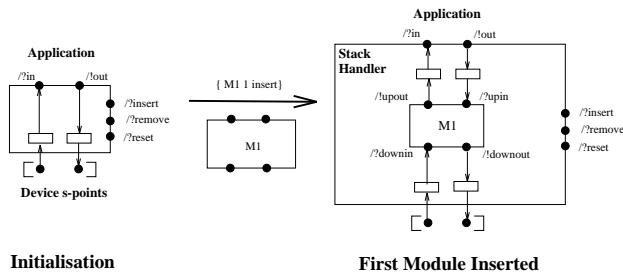 Application
/?in
/!out
/?insert
/?remove
/?reset
Device s-points
Initialisation
{ M1 1 insert}
M1
Application
/?in
/!out
Stack
Handler
/!upout
/?upin
M1
/?downin
/!downout
/?insert
/?remove
/?reset
First Module Inserted